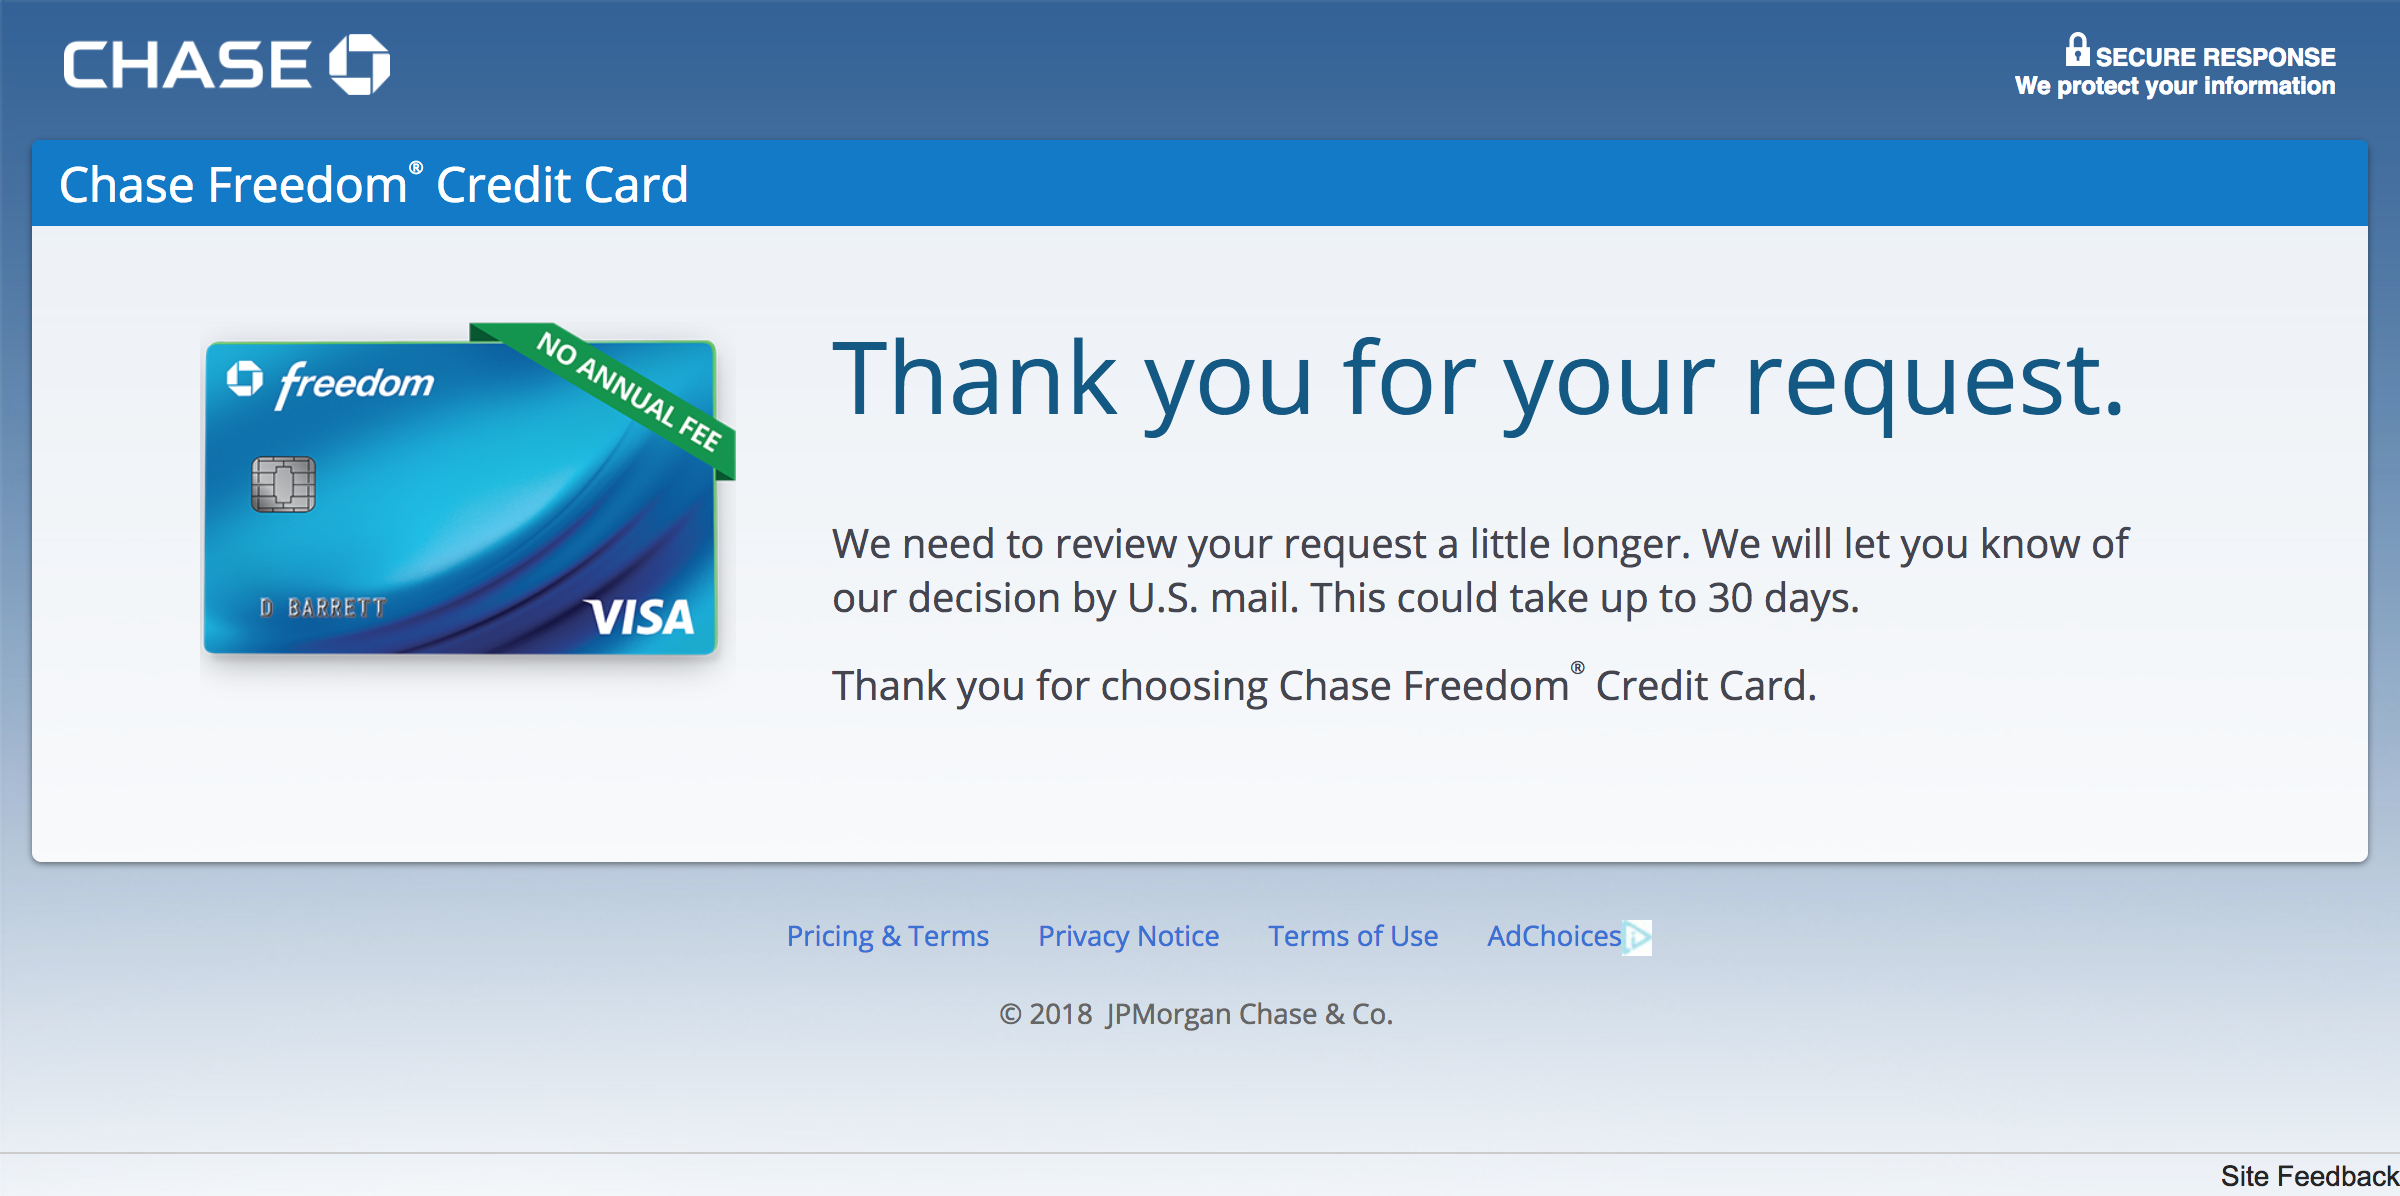 CHASE
SECURE RESPONSE
We protect your information
Chase Freedom® Credit Card
freedom
NO ANNUAL FEE
D BARRETT
VISA
Thank you for your request.
We need to review your request a little longer. We will let you know of
our decision by U.S. mail. This could take up to 30 days.
Thank you for choosing Chase Freedom® Credit Card.
Pricing & Terms Privacy Notice Terms of Use AdChoices
© 2018 JPMorgan Chase & Co.
Site Feedback